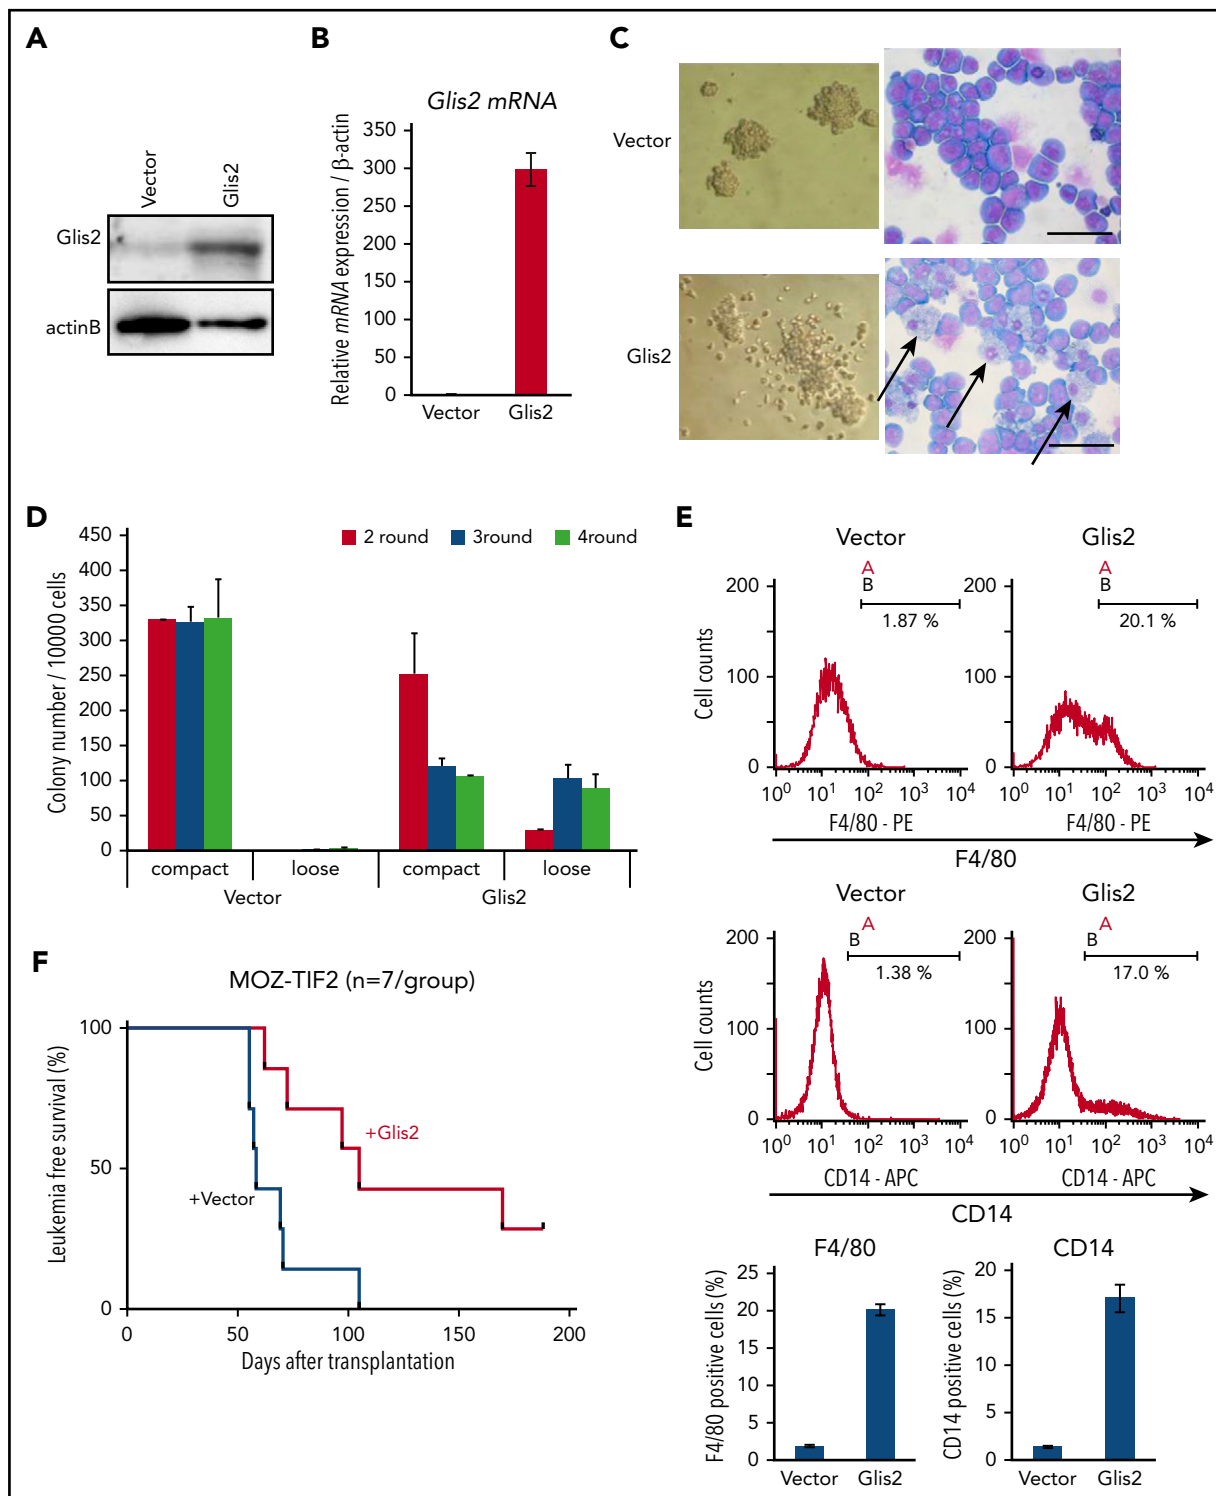 A
Vector
Glis2
Glis2
actinB
B
Glis2 mRNA
Relative mRNA expression / β-actin
350
300
250
200
150
100
50
0
Vector
Glis2
C
Vector
Glis2
D
450
400
350
300
250
200
150
100
50
0
Colony number / 10000 cells
2 round
3round
4round
compact
loose
compact
loose
Vector
Glis2
E
Vector
Glis2
200
100
0
Cell counts
A
B
1.87 %
10⁰ 10¹ 10² 10³ 10⁴
F4/80 - PE
200
100
0
A
B
20.1 %
10⁰ 10¹ 10² 10³ 10⁴
F4/80 - PE
F4/80
Vector
Glis2
200
100
0
Cell counts
A
B
1.38 %
10⁰ 10¹ 10² 10³ 10⁴
CD14 - APC
200
100
0
A
B
17.0 %
10⁰ 10¹ 10² 10³ 10⁴
CD14 - APC
CD14
F4/80
F4/80 positive cells (%)
25
20
15
10
5
0
Vector
Glis2
CD14
CD14 positive cells (%)
20
15
10
5
0
Vector
Glis2
F
MOZ-TIF2 (n=7/group)
Leukemia free survival (%)
100
50
0
+Glis2
+Vector
0 50 100 150 200
Days after transplantation